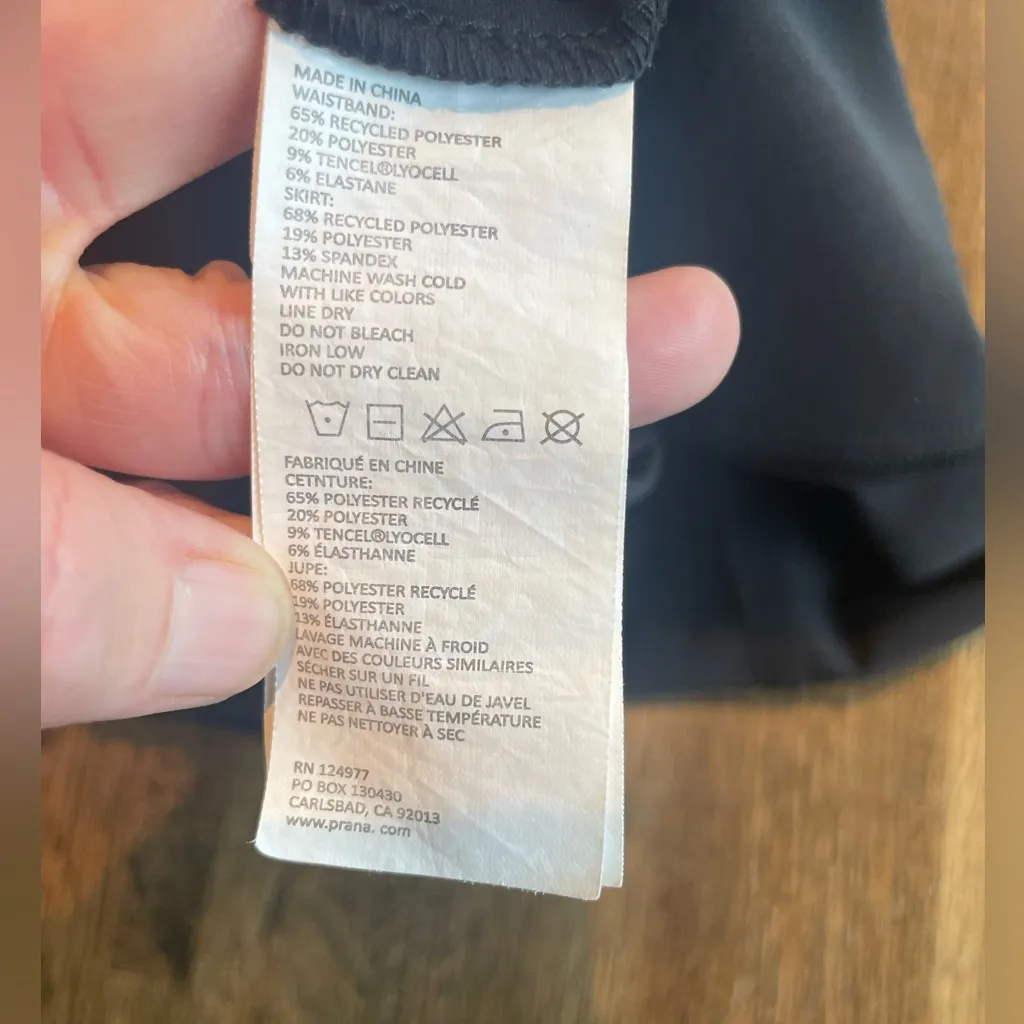 MADE IN CHINA
WAISTBAND:
65% RECYCLED POLYESTER
20% POLYESTER
9% TENCEL®LYOCELL
6% ELASTANE
SKIRT:
68% RECYCLED POLYESTER
19% POLYESTER
13% SPANDEX
MACHINE WASH COLD
WITH LIKE COLORS
LINE DRY
DO NOT BLEACH
IRON LOW
DO NOT DRY CLEAN
FABRIQUÉ EN CHINE
CETNTURE:
65% POLYESTER RECYCLÉ
20% POLYESTER
9% TENCEL®LYOCELL
6% ÉLASTHANNE
JUPE:
68% POLYESTER RECYCLÉ
19% POLYESTER
13% ÉLASTHANNE
LAVAGE MACHINE À FROID
AVEC DES COULEURS SIMILAIRES
SÉCHER SUR UN FIL
NE PAS UTILISER D'EAU DE JAVEL
REPASSER À BASSE TEMPÉRATURE
NE PAS NETTOYER À SEC
RN 124977
PO BOX 130430
CARLSBAD, CA 92013
www.prana. com